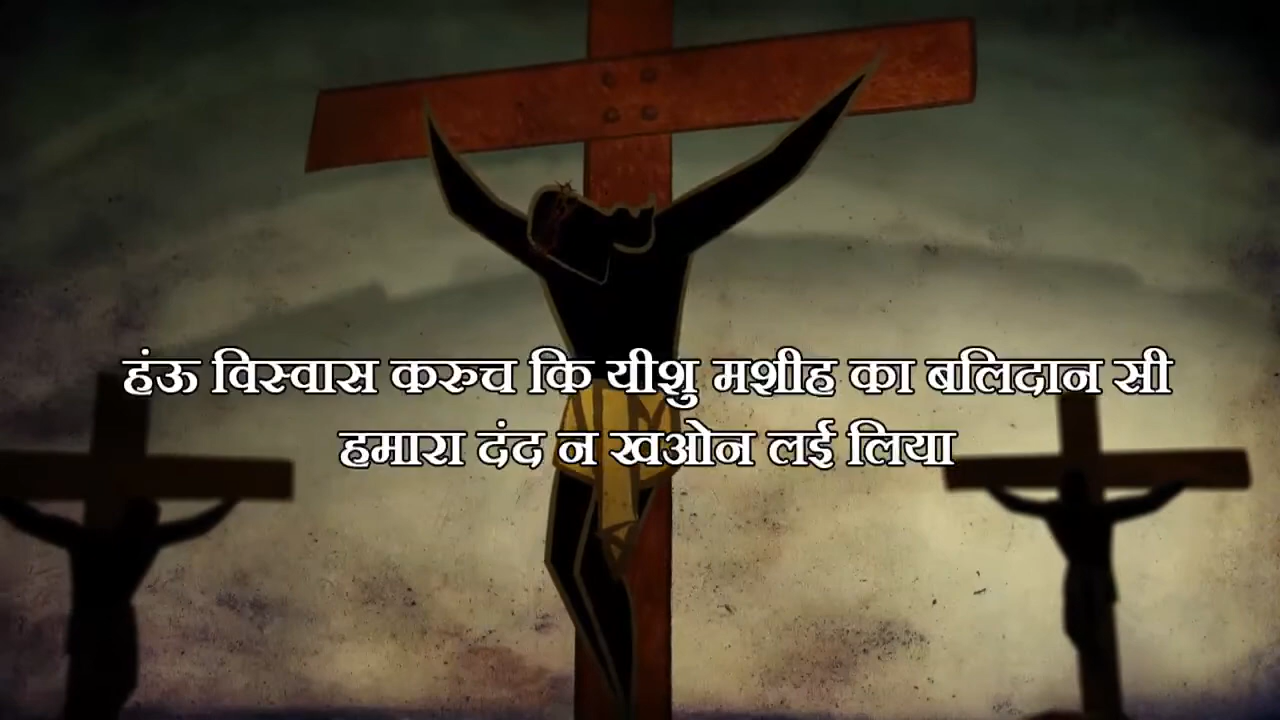 हंऊ विस्वास करुच कि यीशु मशीह का बलिदान सी
हमारा दंद न खओन लई लिया